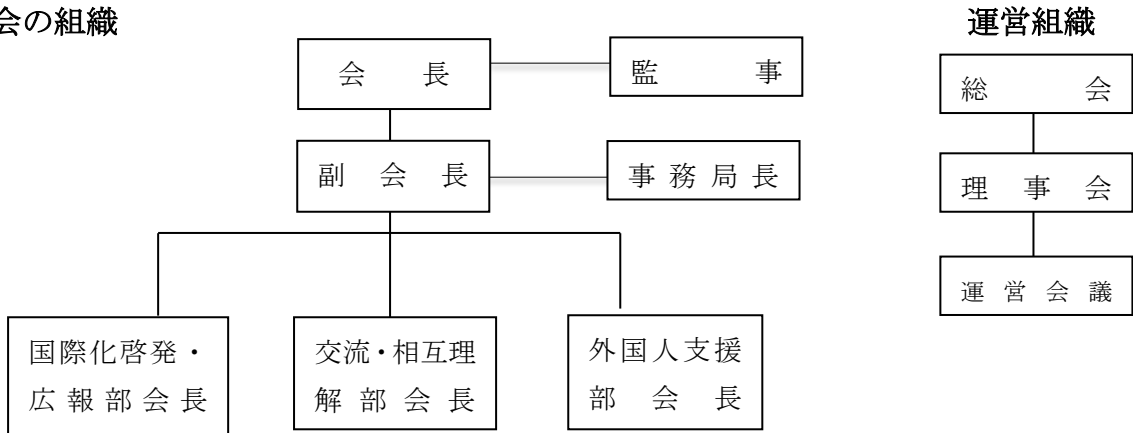 会の組織
運営組織
会長
監事
総会
副会長
事務局長
理事会
運営会議
国際化啓発・
広報部会長
交流・相互理
解部会長
外国人支援
部会長